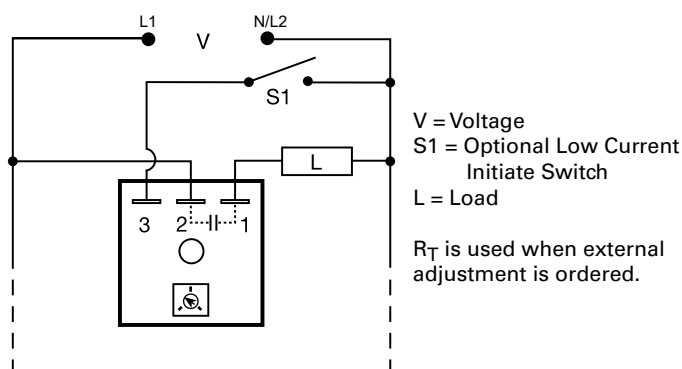 L1
V
N/L2
S1
L
3
2
1
V = Voltage
S1 = Optional Low Current
Initiate Switch
L = Load
RT is used when external
adjustment is ordered.